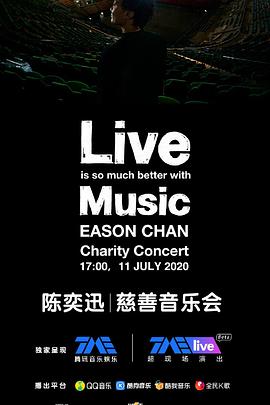 Live
is so much better with
Music
EASON CHAN
Charity Concert
17:00, 11 JULY 2020
陈奕迅|慈善音乐会
独家呈现 TME 腾讯音乐娱乐 TME live Beta 超现场演出
播出平台 QQ音乐 酷狗音乐 酷我音乐 全民K歌